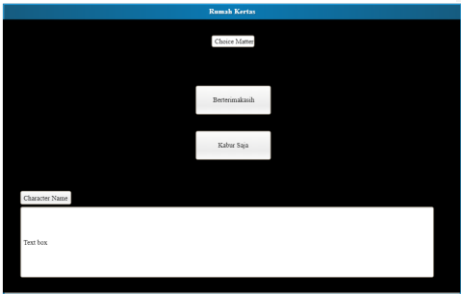 Rumah Kertas
Choice Matter
Berterimakasih
Kabur Saja
Character Name
Text box